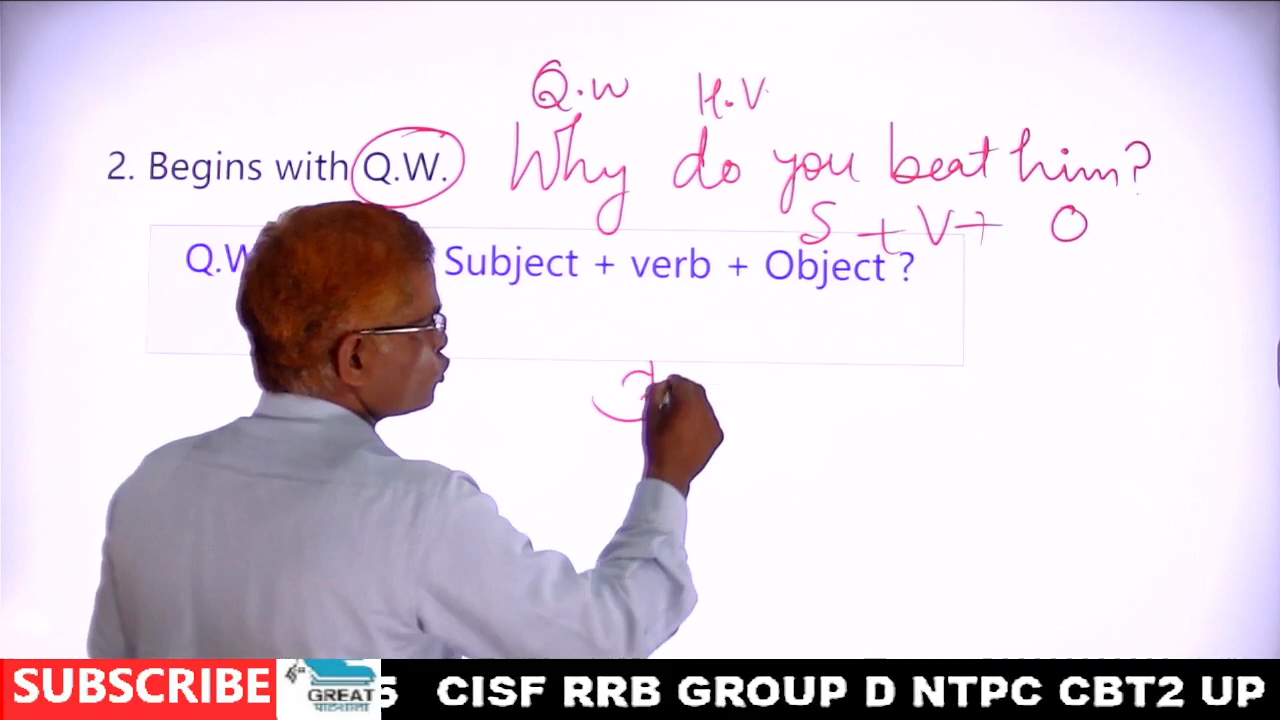 Q.W H.V
2. Begins with Q.W. Why do you beat him?
S + V + O
Subject + verb + Object ?
SUBSCRIBE
GREAT
पाठशाला
CISF RRB GROUP D NTPC CBT2 UP